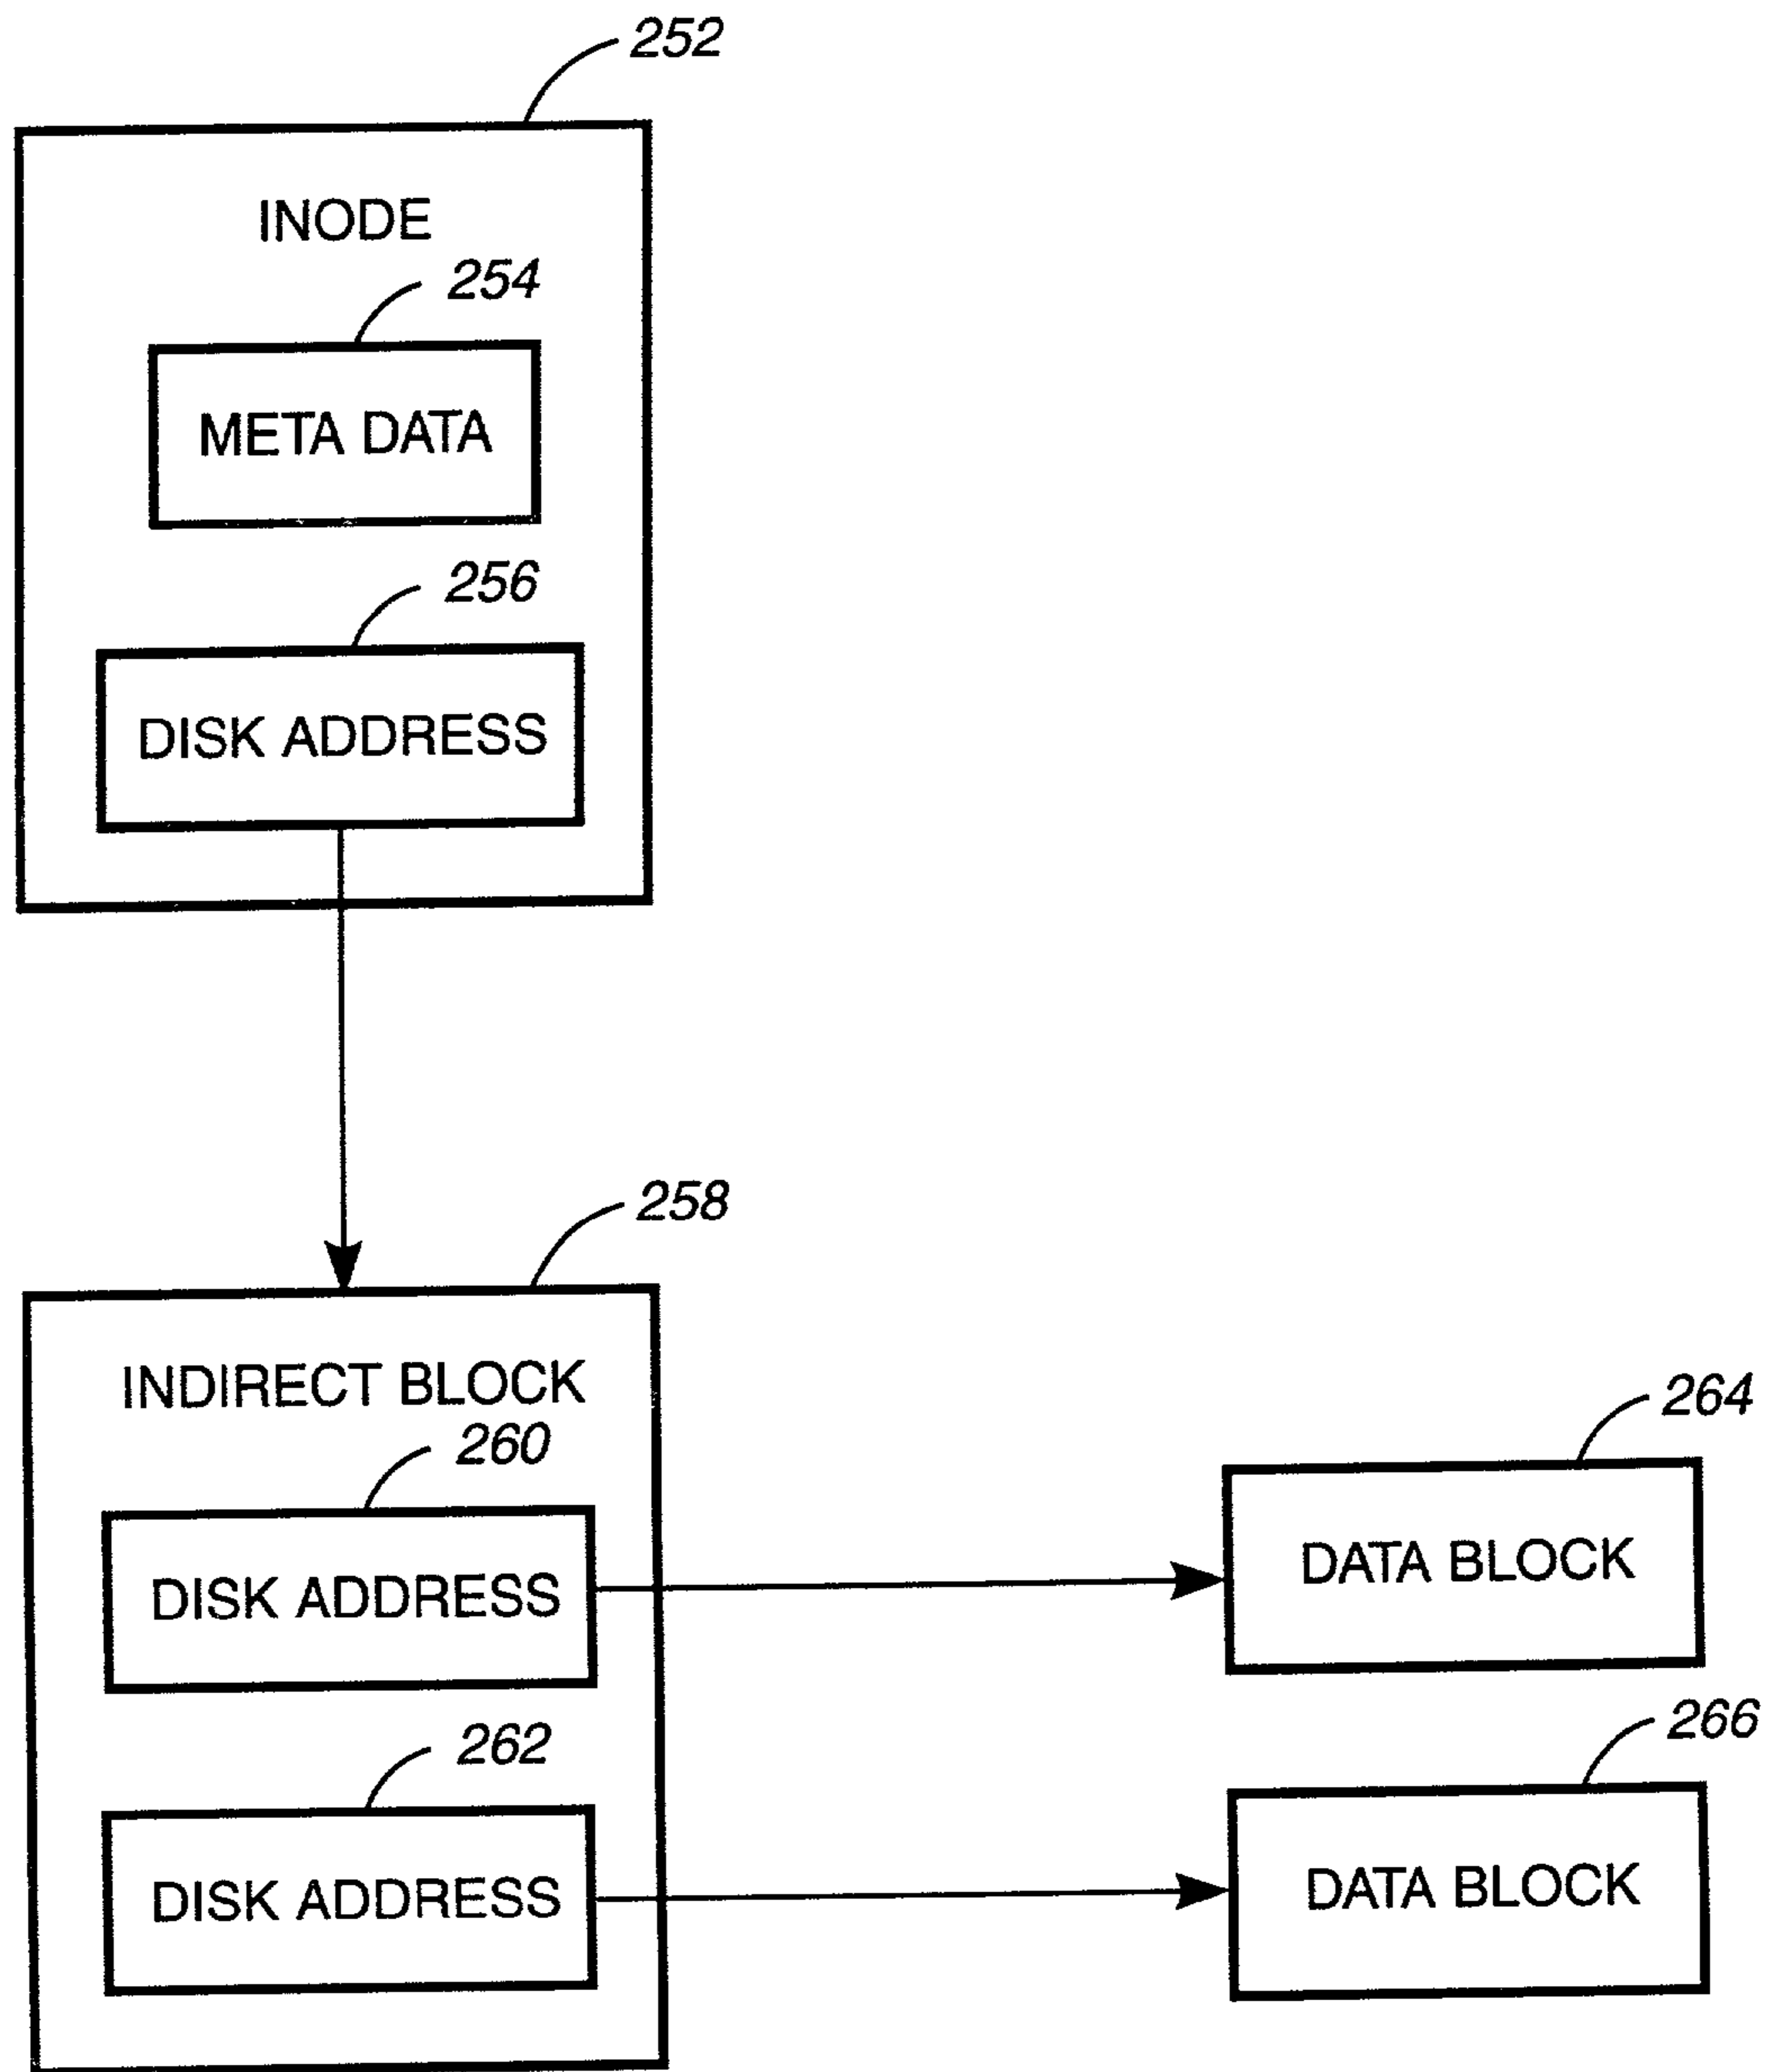 252
INODE
254
META DATA
256
DISK ADDRESS
258
INDIRECT BLOCK
260
DISK ADDRESS
264
DATA BLOCK
262
DISK ADDRESS
266
DATA BLOCK